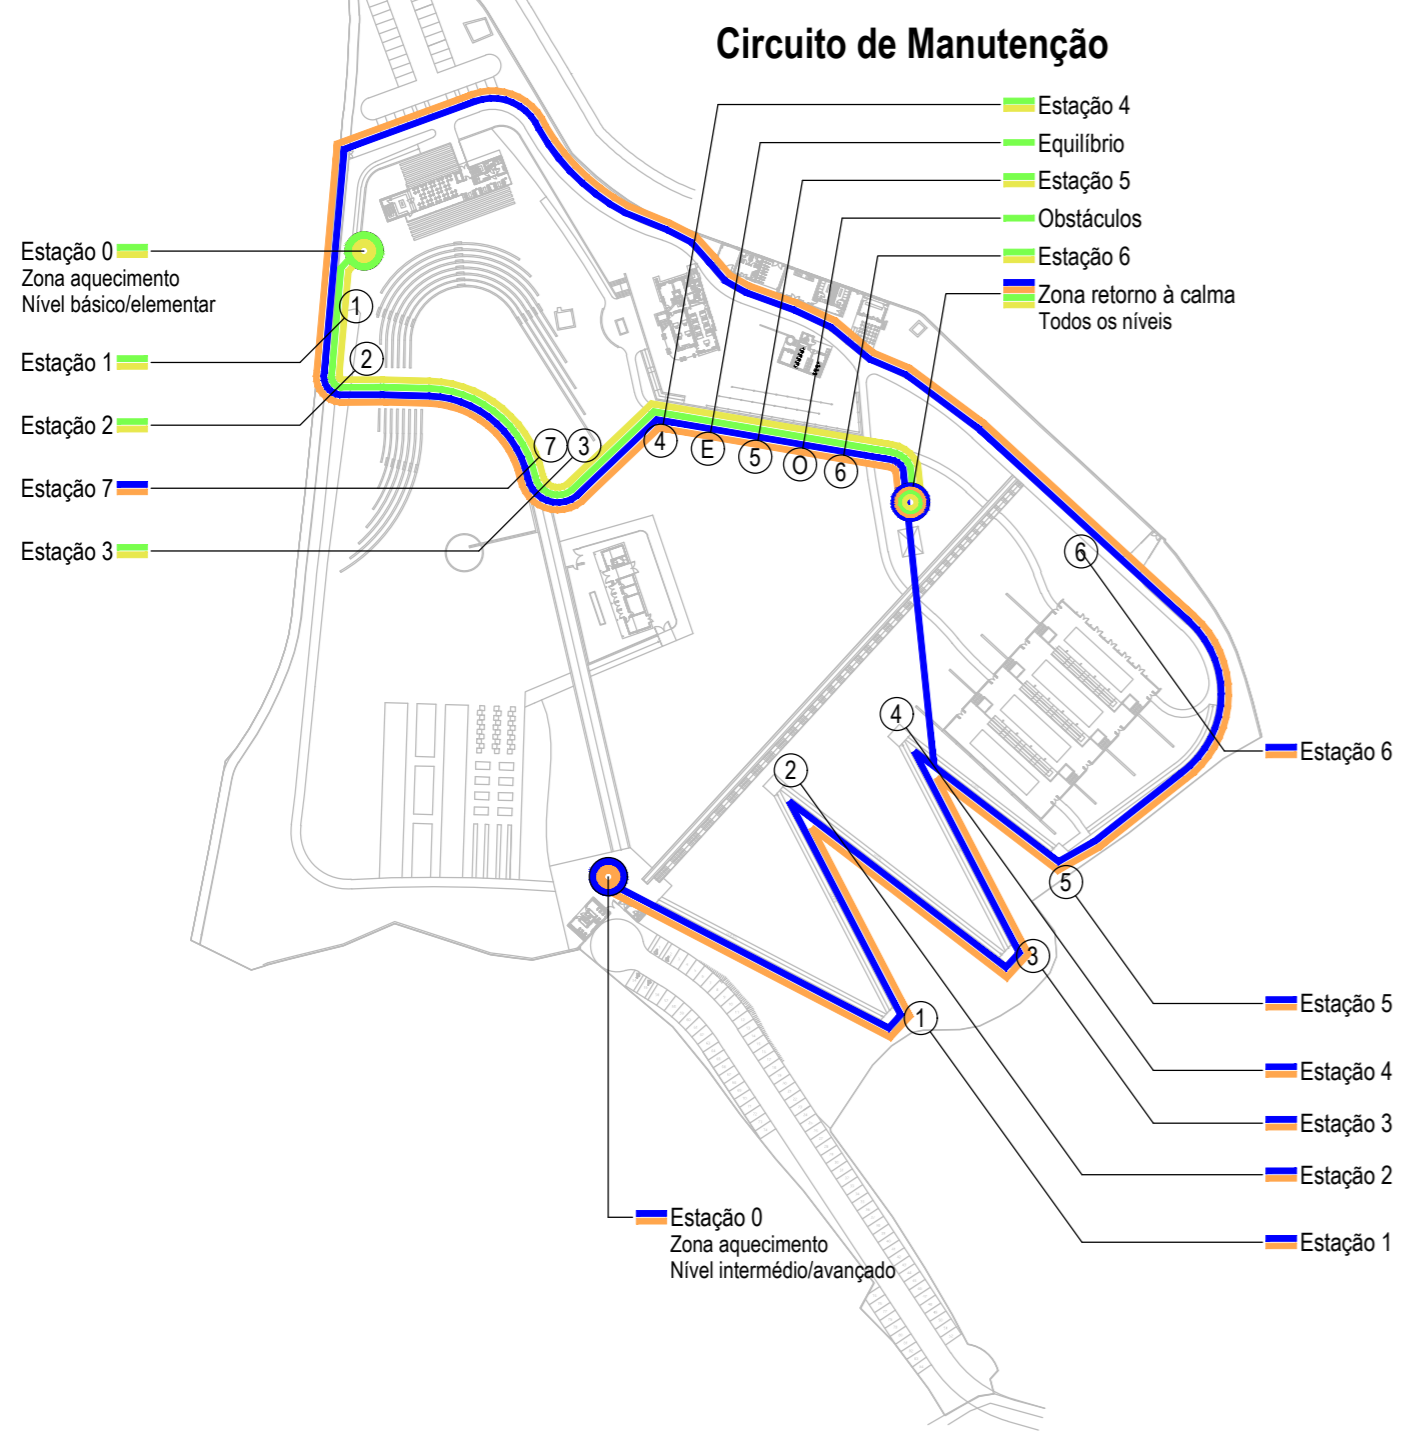 Circuito de Manutenção
Estação 4
Equilíbrio
Estação 5
Obstáculos
Estação 6
Zona retorno à calma
Todos os níveis
Estação 0
Zona aquecimento
Nível básico/elementar
Estação 1
Estação 2
Estação 7
Estação 3
1
2
7
3
4
E
5
O
6
6
4
2
5
3
1
Estação 6
Estação 5
Estação 4
Estação 3
Estação 2
Estação 1
Estação 0
Zona aquecimento
Nível intermédio/avançado